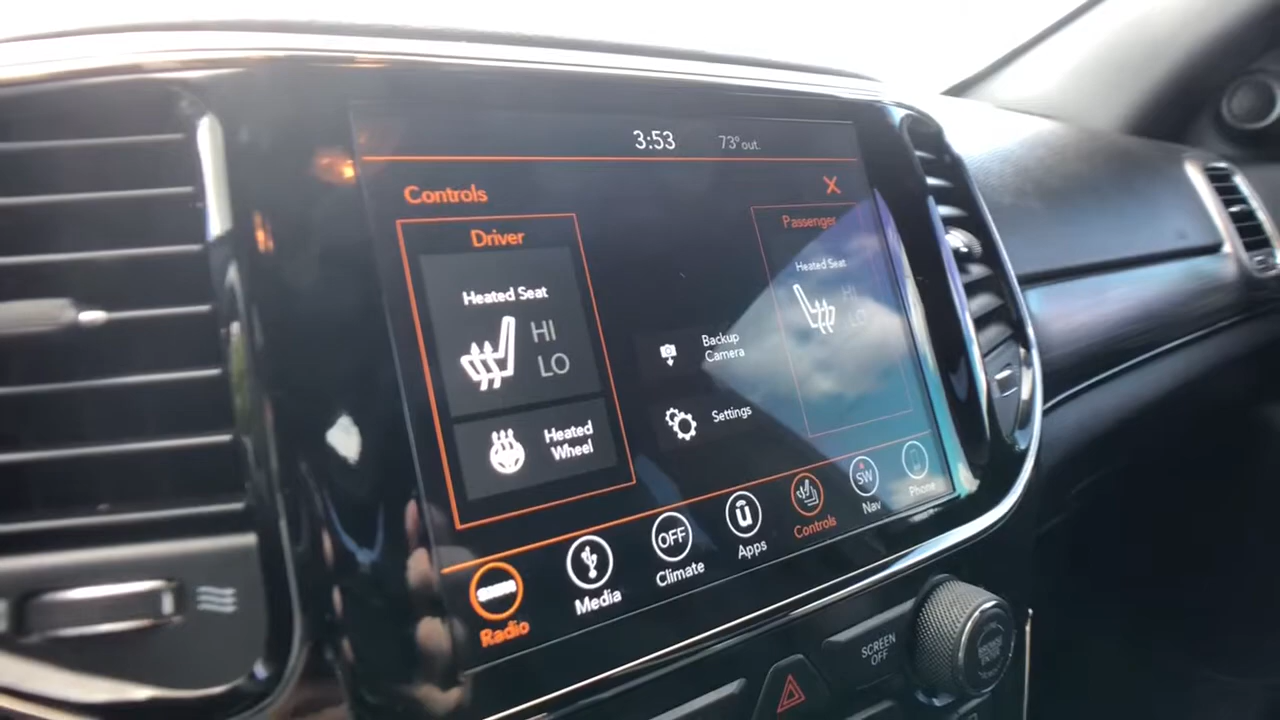 3:53 73° out.
Controls X
Driver
Heated Seat
HI
LO
Heated
Wheel
Backup
Camera
Settings
Passenger
Heated Seat
HI
LO
Radio
Media
OFF
Climate
Apps
Controls
SW
Nav
Phone
SCREEN
OFF